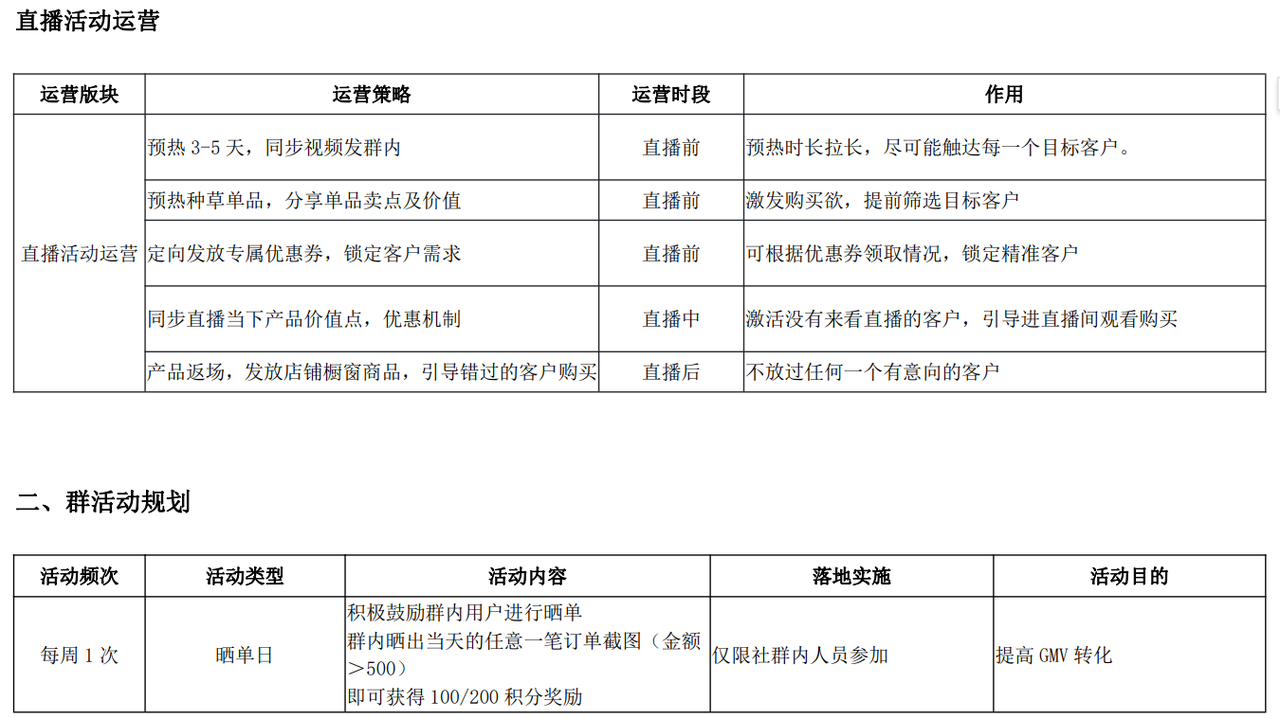 直播活动运营
运营版块 运营策略 运营时段 作用
预热 3-5 天，同步视频发群内 直播前 预热时长拉长，尽可能触达每一个目标客户。
预热种草单品，分享单品卖点及价值 直播前 激发购买欲，提前筛选目标客户
直播活动运营 定向发放专属优惠券，锁定客户需求 直播前 可根据优惠券领取情况，锁定精准客户
同步直播当下产品价值点，优惠机制 直播中 激活没有来看直播的客户，引导进直播间观看购买
产品返场，发放店铺橱窗商品，引导错过的客户购买 直播后 不放过任何一个有意向的客户
二、群活动规划
活动频次 活动类型 活动内容 落地实施 活动目的
每周 1 次 晒单日
积极鼓励群内用户进行晒单
群内晒出当天的任意一笔订单截图（金额
＞500）
即可获得 100/200 积分奖励
仅限社群内人员参加 提高 GMV 转化